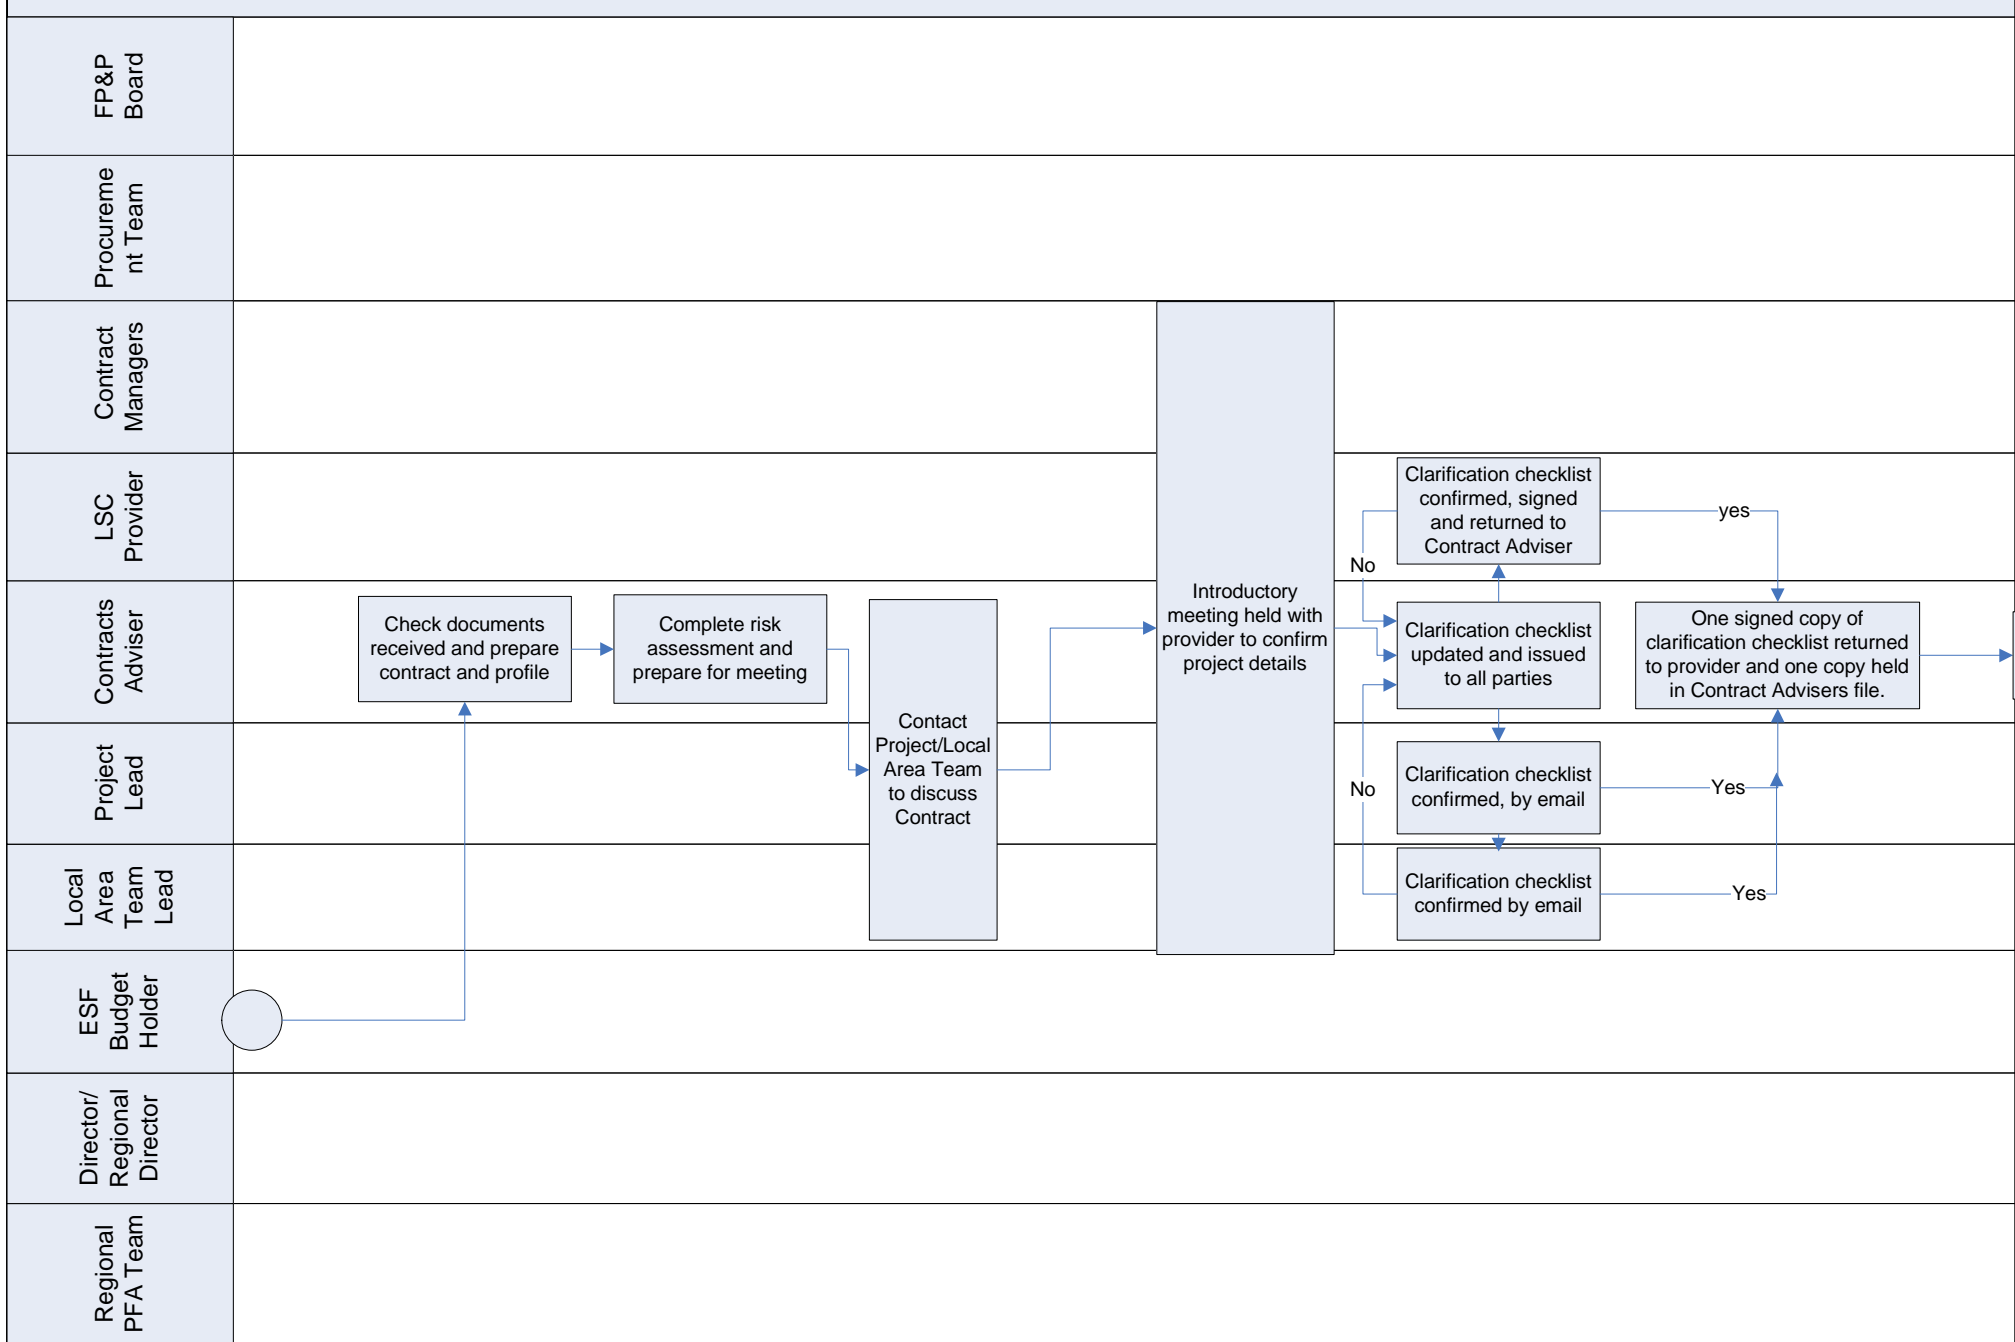 FP&P
Board
Procureme
nt Team
Contract
Managers
LSC
Provider
Contracts
Adviser
Project
Lead
Local
Area
Team
Lead
ESF
Budget
Holder
Director/
Regional
Director
Regional
PFA Team
Check documents
received and prepare
contract and profile
Complete risk
assessment and
prepare for meeting
Contact
Project/Local
Area Team
to discuss
Contract
Introductory
meeting held with
provider to confirm
project details
Clarification checklist
confirmed, signed
and returned to
Contract Adviser
No
yes
Clarification checklist
updated and issued
to all parties
One signed copy of
clarification checklist returned
to provider and one copy held
in Contract Advisers file.
Clarification checklist
confirmed, by email
No
Yes
Clarification checklist
confirmed by email
Yes